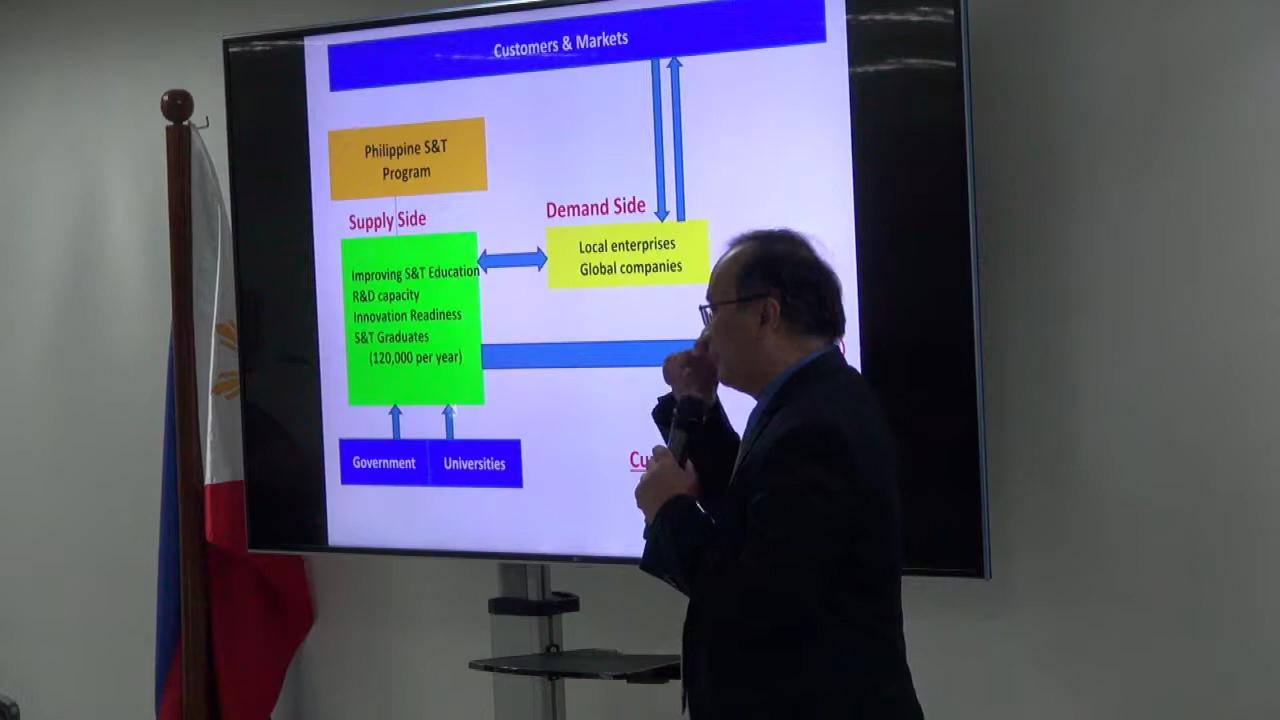 Customers & Markets
Philippine S&T
Program
Supply Side
Demand Side
Local enterprises
Global companies
Improving S&T Education
R&D capacity
Innovation Readiness
S&T Graduates
(120,000 per year)
Government
Universities